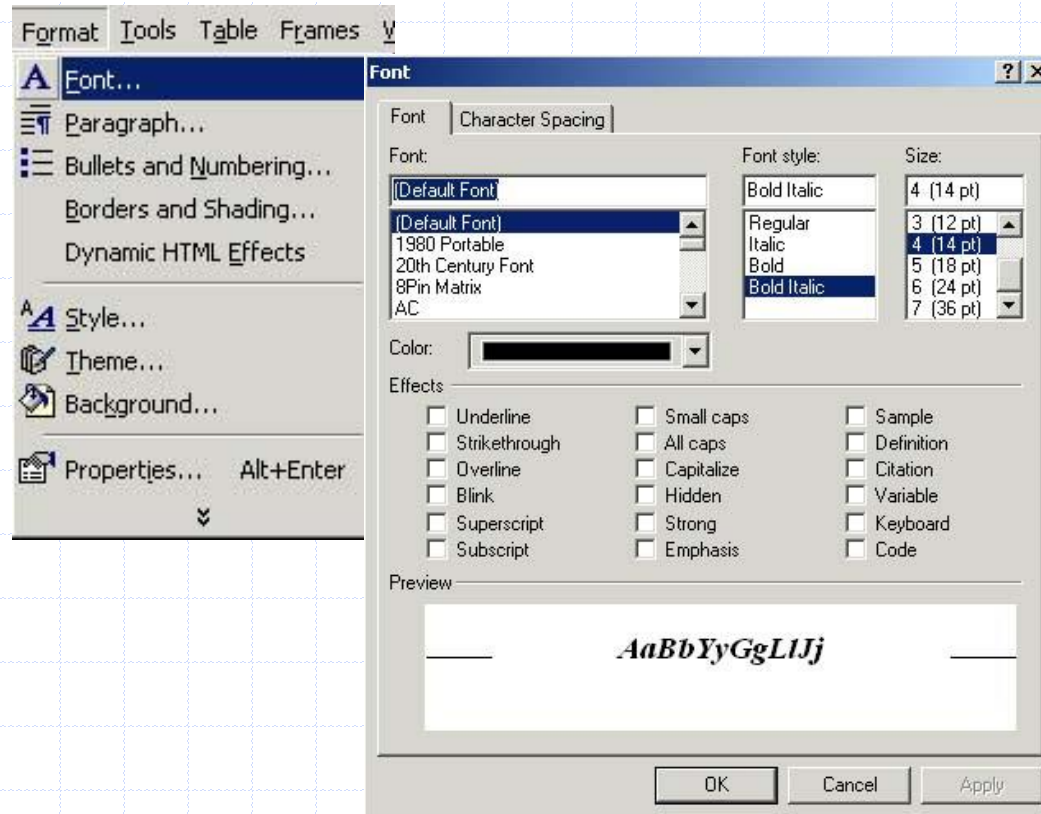 Format Tools Table Frames
Font...
Paragraph...
Bullets and Numbering...
Borders and Shading...
Dynamic HTML Effects
Style...
Theme...
Background...
Properties... Alt+Enter
Font
Font Character Spacing
Font: Font style: Size:
(Default Font) Bold Italic 4 (14 pt)
(Default Font) Regular 3 (12 pt)
1980 Portable Italic 4 (14 pt)
20th Century Font Bold 5 (18 pt)
8Pin Matrix Bold Italic 6 (24 pt)
AC 7 (36 pt)
Color:
Effects
Underline Small caps Sample
Strikethrough All caps Definition
Overline Capitalize Citation
Blink Hidden Variable
Superscript Strong Keyboard
Subscript Emphasis Code
Preview
AaBbYyGgLlJj
OK Cancel Apply